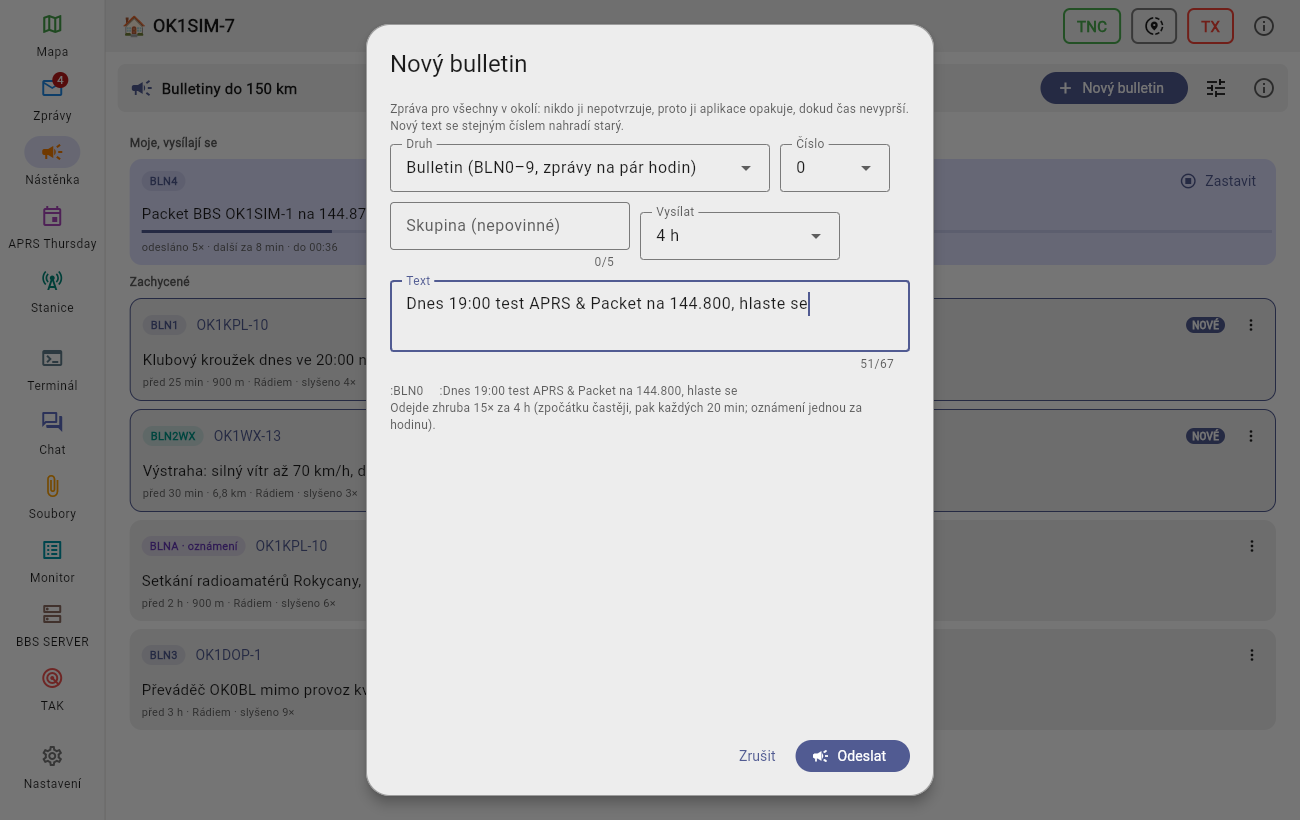 OK1SIM-7
TNC
TX
Mapa
4
Zprávy
Nástěnka
APRS Thursday
Stanice
Terminál
Chat
Soubory
Monitor
BBS SERVER
TAK
Nastavení
Bulletiny do 150 km
Nový bulletin
Moje, vysílají se
BLN4
Zastavit
Packet BBS OK1SIM-1 na 144.87
odesláno 5× · další za 8 min · do 00:36
Zachycené
BLN1 OK1KPL-10
NOVÉ
Klubový kroužek dnes ve 20:00 n
před 25 min · 900 m · Rádiem · slyšeno 4×
BLN2WX OK1WX-13
NOVÉ
Výstraha: silný vítr až 70 km/h, d
před 30 min · 6,8 km · Rádiem · slyšeno 3×
BLNA · oznámení OK1KPL-10
Setkání radioamatérů Rokycany,
před 2 h · 900 m · Rádiem · slyšeno 6×
BLN3 OK1DOP-1
Převáděč OK0BL mimo provoz kv
před 3 h · Rádiem · slyšeno 9×
Nový bulletin
Zpráva pro všechny v okolí: nikdo ji nepotvrzuje, proto ji aplikace opakuje, dokud čas nevyprší.
Nový text se stejným číslem nahradí starý.
Druh
Bulletin (BLN0–9, zprávy na pár hodin)
Číslo
0
Skupina (nepovinné)
0/5
Vysílat
4 h
Text
Dnes 19:00 test APRS & Packet na 144.800, hlaste se
51/67
:BLN0     :Dnes 19:00 test APRS & Packet na 144.800, hlaste se
Odejde zhruba 15× za 4 h (zpočátku častěji, pak každých 20 min; oznámení jednou za
hodinu).
Zrušit
Odeslat